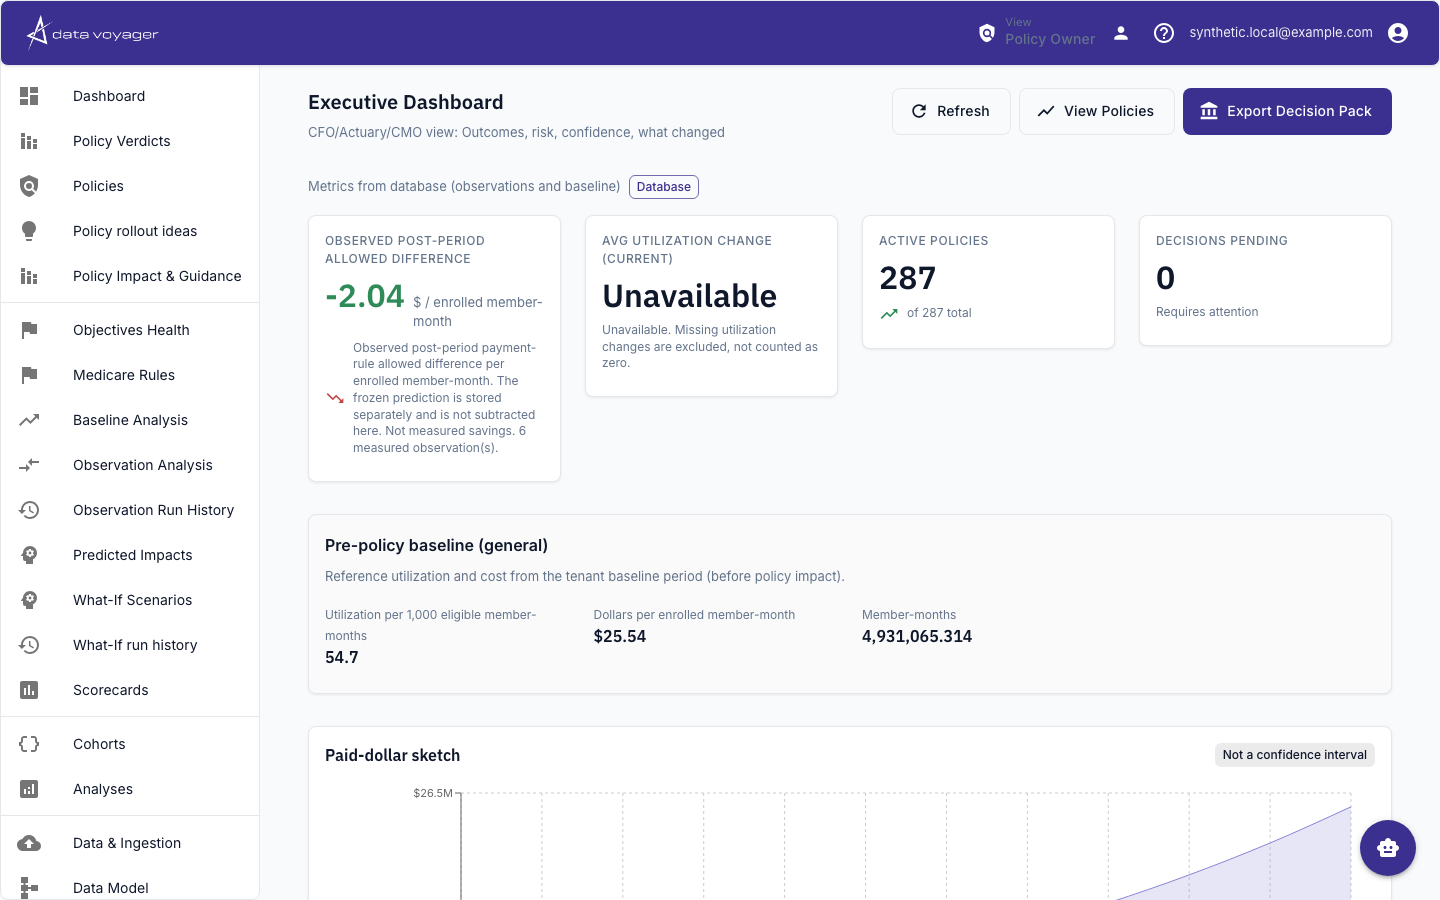 data voyager
View
Policy Owner
synthetic.local@example.com
Dashboard
Policy Verdicts
Policies
Policy rollout ideas
Policy Impact & Guidance
Objectives Health
Medicare Rules
Baseline Analysis
Observation Analysis
Observation Run History
Predicted Impacts
What-If Scenarios
What-If run history
Scorecards
Cohorts
Analyses
Data & Ingestion
Data Model
Executive Dashboard
CFO/Actuary/CMO view: Outcomes, risk, confidence, what changed
Refresh
View Policies
Export Decision Pack
Metrics from database (observations and baseline)
Database
OBSERVED POST-PERIOD
ALLOWED DIFFERENCE
-2.04
$ / enrolled member-
month
Observed post-period payment-
rule allowed difference per
enrolled member-month. The
frozen prediction is stored
separately and is not subtracted
here. Not measured savings. 6
measured observation(s).
AVG UTILIZATION CHANGE
(CURRENT)
Unavailable
Unavailable. Missing utilization
changes are excluded, not counted as
zero.
ACTIVE POLICIES
287
of 287 total
DECISIONS PENDING
0
Requires attention
Pre-policy baseline (general)
Reference utilization and cost from the tenant baseline period (before policy impact).
Utilization per 1,000 eligible member-
months
54.7
Dollars per enrolled member-month
$25.54
Member-months
4,931,065.314
Paid-dollar sketch
Not a confidence interval
$26.5M